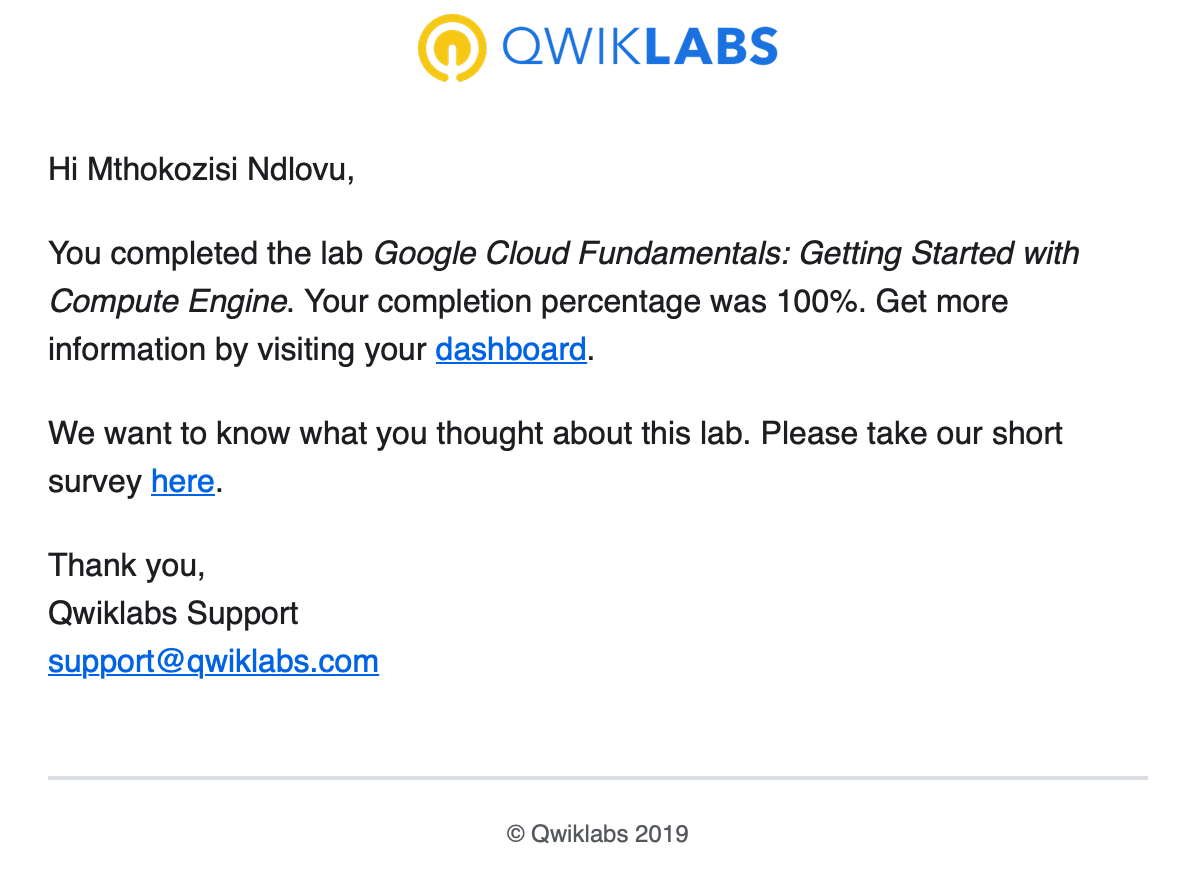 QWIKLABS
Hi Mthokozisi Ndlovu,
You completed the lab Google Cloud Fundamentals: Getting Started with
Compute Engine. Your completion percentage was 100%. Get more
information by visiting your dashboard.
We want to know what you thought about this lab. Please take our short
survey here.
Thank you,
Qwiklabs Support
support@qwiklabs.com
© Qwiklabs 2019